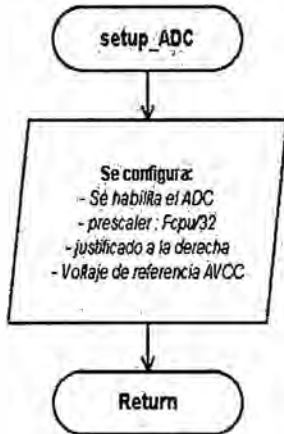 setup_ADC
Se configura:
- Se habilita el ADC
- prescaler : Fcpu/32
- justificado a la derecha
- Voltaje de referencia AVCC
Return